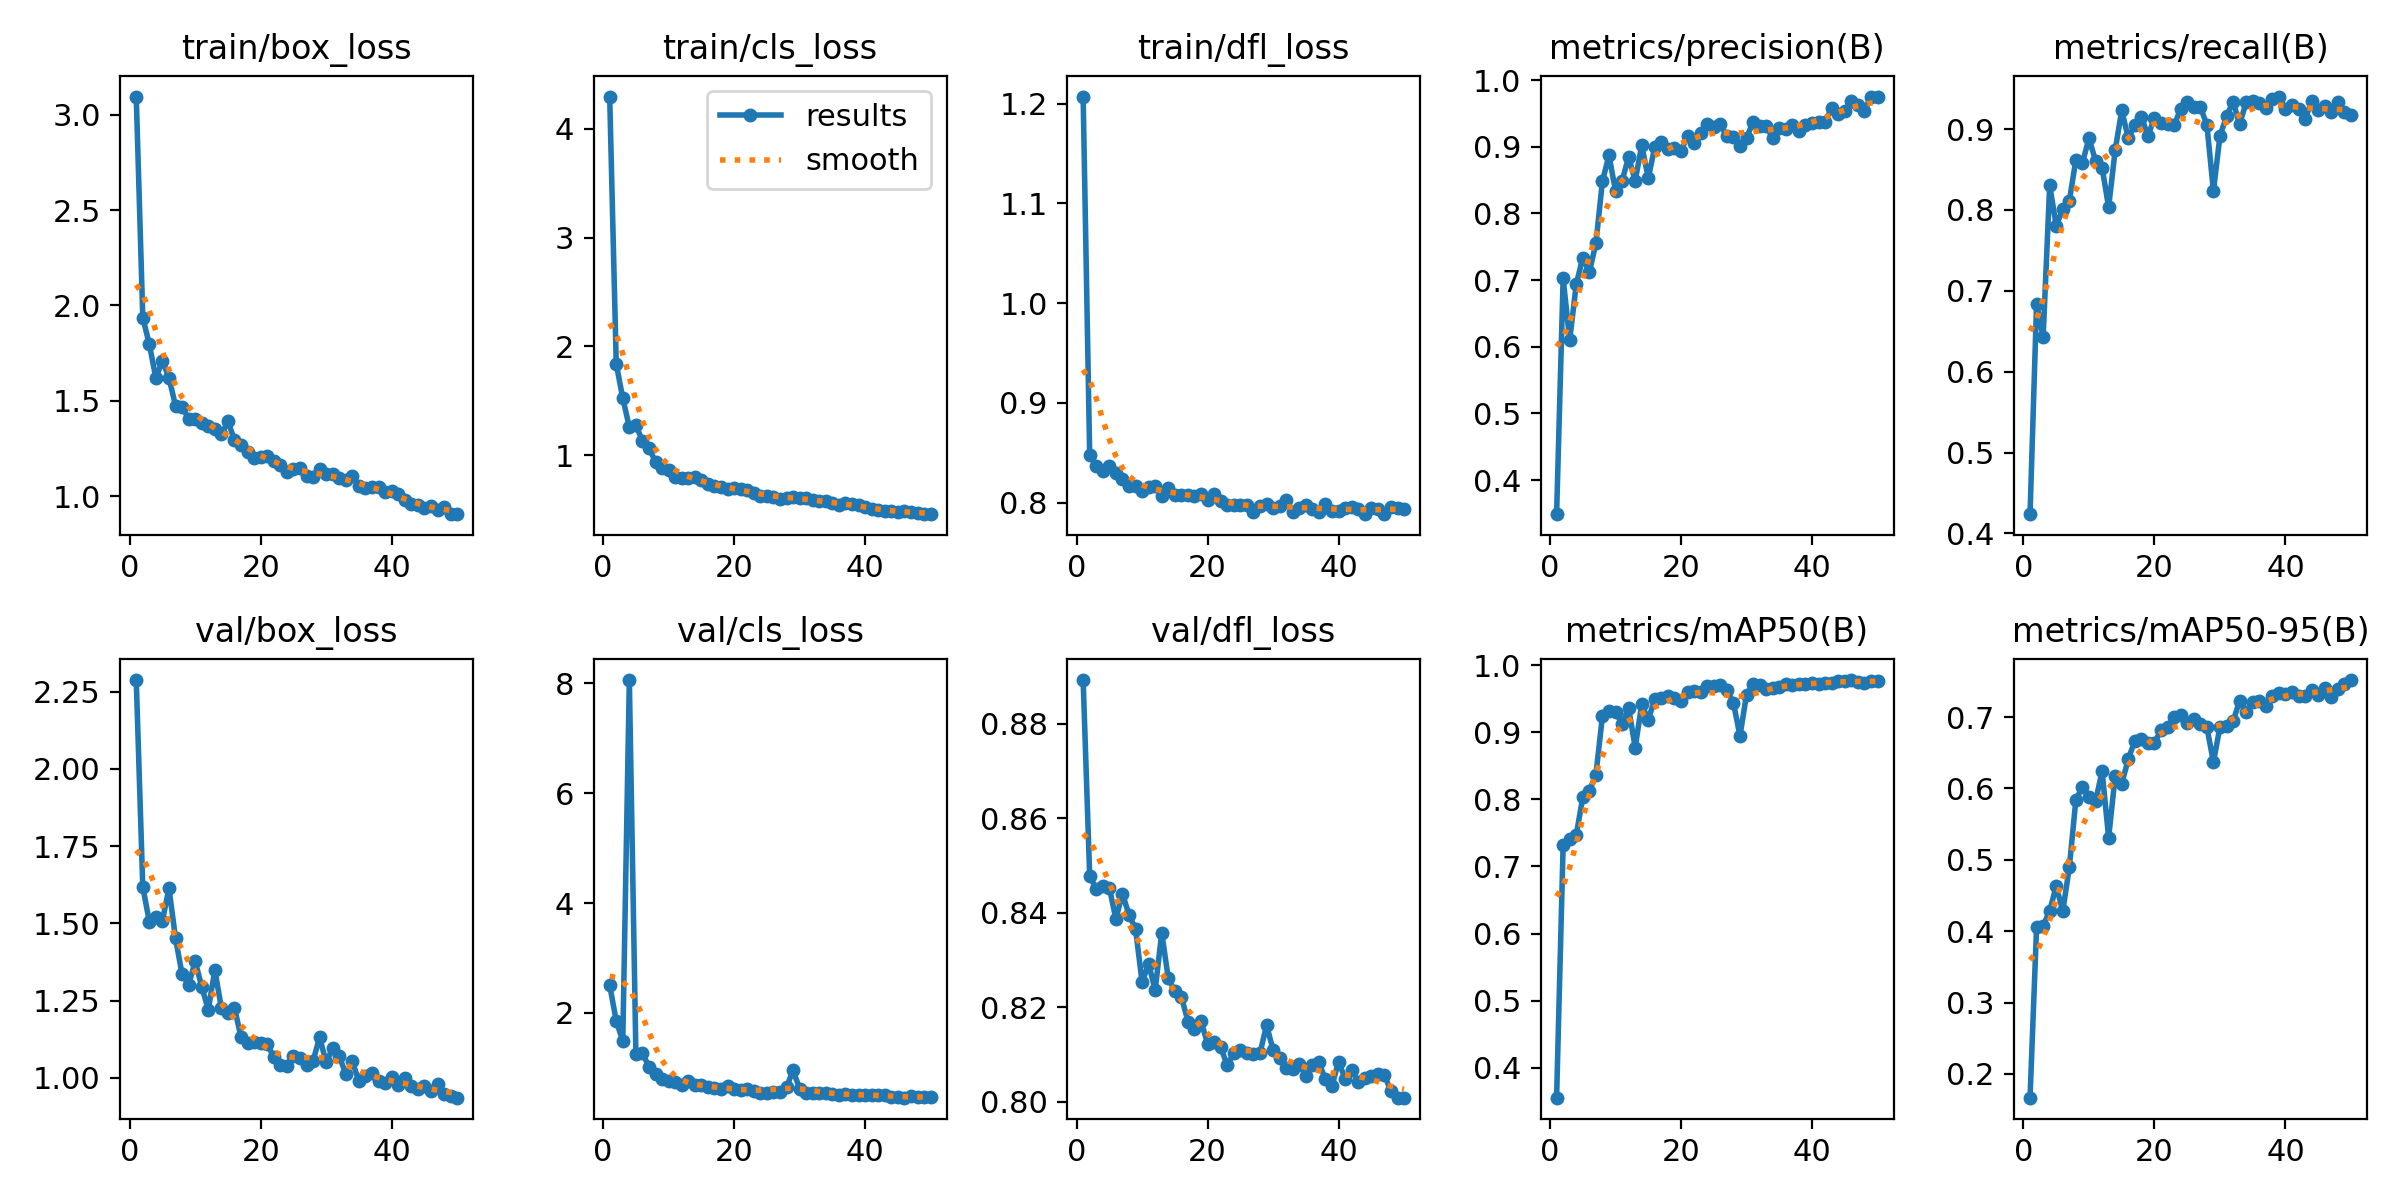 train/box_loss
3.0
2.5
2.0
1.5
1.0
0 20 40
train/cls_loss
results
smooth
4
3
2
1
0 20 40
train/dfl_loss
1.2
1.1
1.0
0.9
0.8
0 20 40
metrics/precision(B)
1.0
0.9
0.8
0.7
0.6
0.5
0.4
0 20 40
metrics/recall(B)
0.9
0.8
0.7
0.6
0.5
0.4
0 20 40
val/box_loss
2.25
2.00
1.75
1.50
1.25
1.00
0 20 40
val/cls_loss
8
6
4
2
0 20 40
val/dfl_loss
0.88
0.86
0.84
0.82
0.80
0 20 40
metrics/mAP50(B)
1.0
0.9
0.8
0.7
0.6
0.5
0.4
0 20 40
metrics/mAP50-95(B)
0.7
0.6
0.5
0.4
0.3
0.2
0 20 40